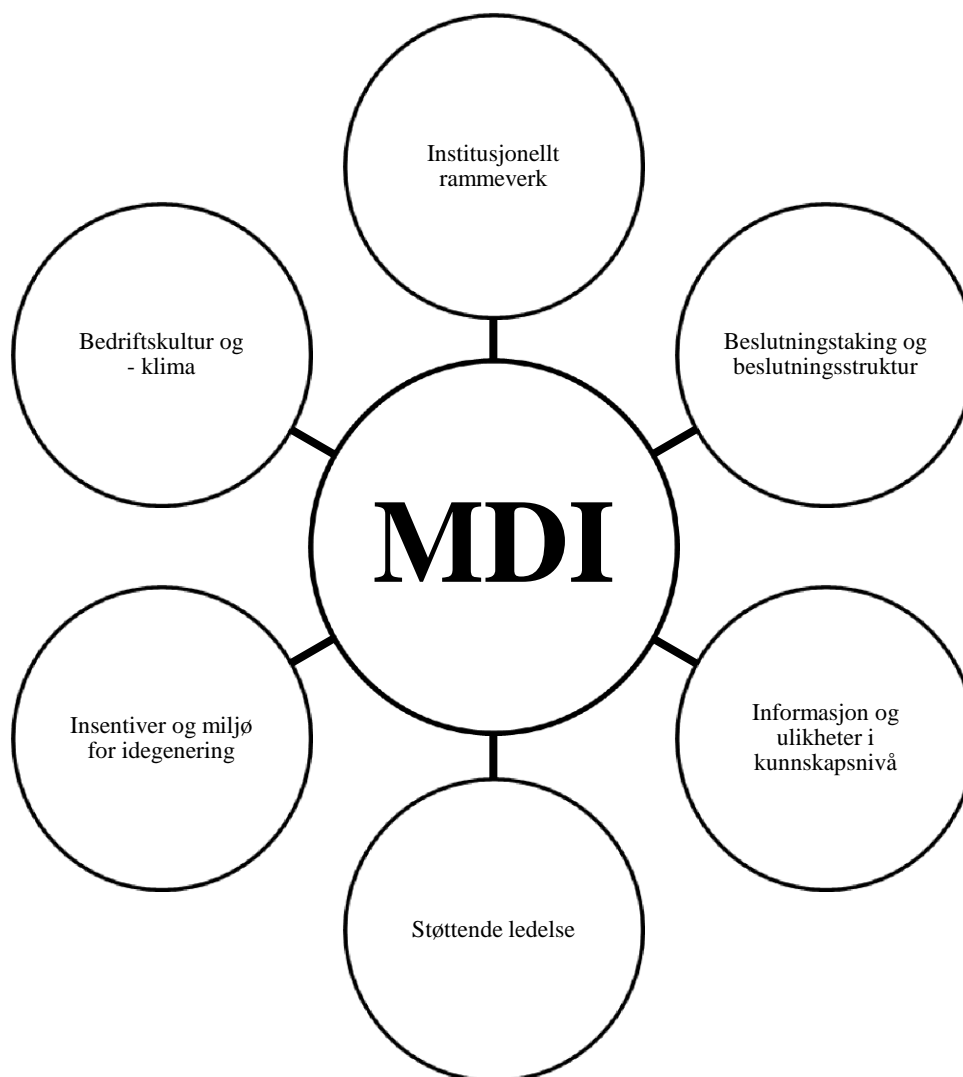 Institusjonellt
rammeverk
Bedriftskultur og
- klima
Beslutningstaking og
beslutningsstruktur
MDI
Insentiver og miljø
for idegenering
Informasjon og
ulikheter i
kunnskapsnivå
Støttende ledelse